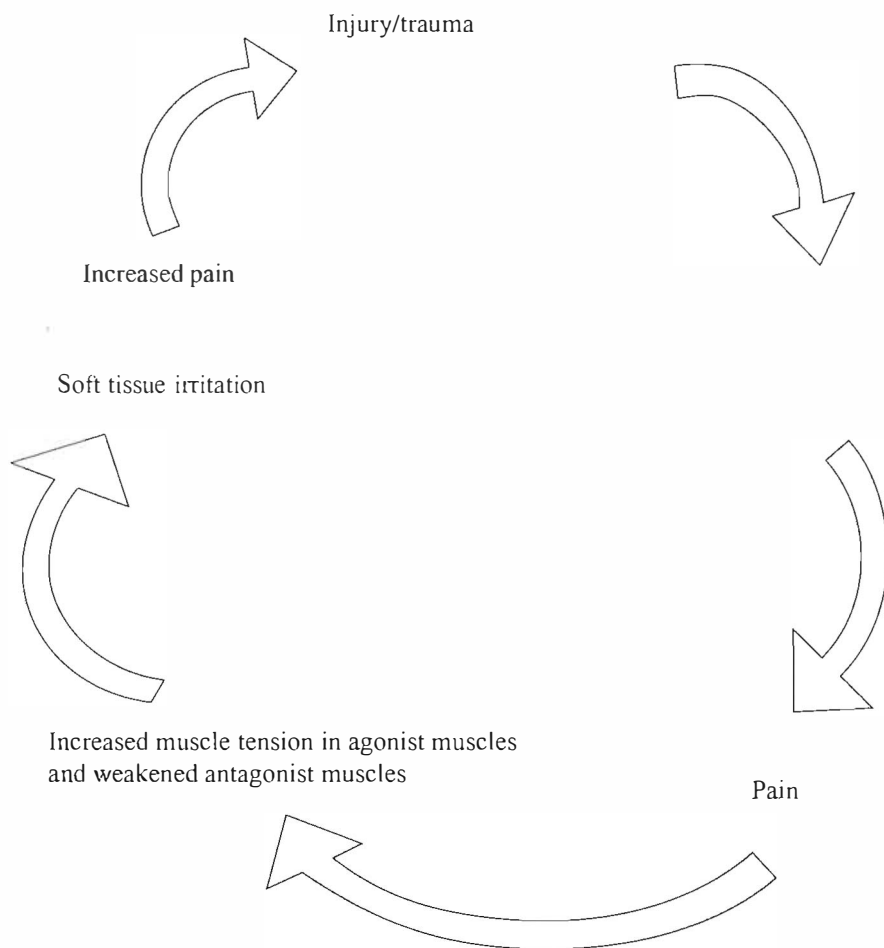 Injury/trauma
Increased pain
Soft tissue irritation
Increased muscle tension in agonist muscles
and weakened antagonist muscles
Pain